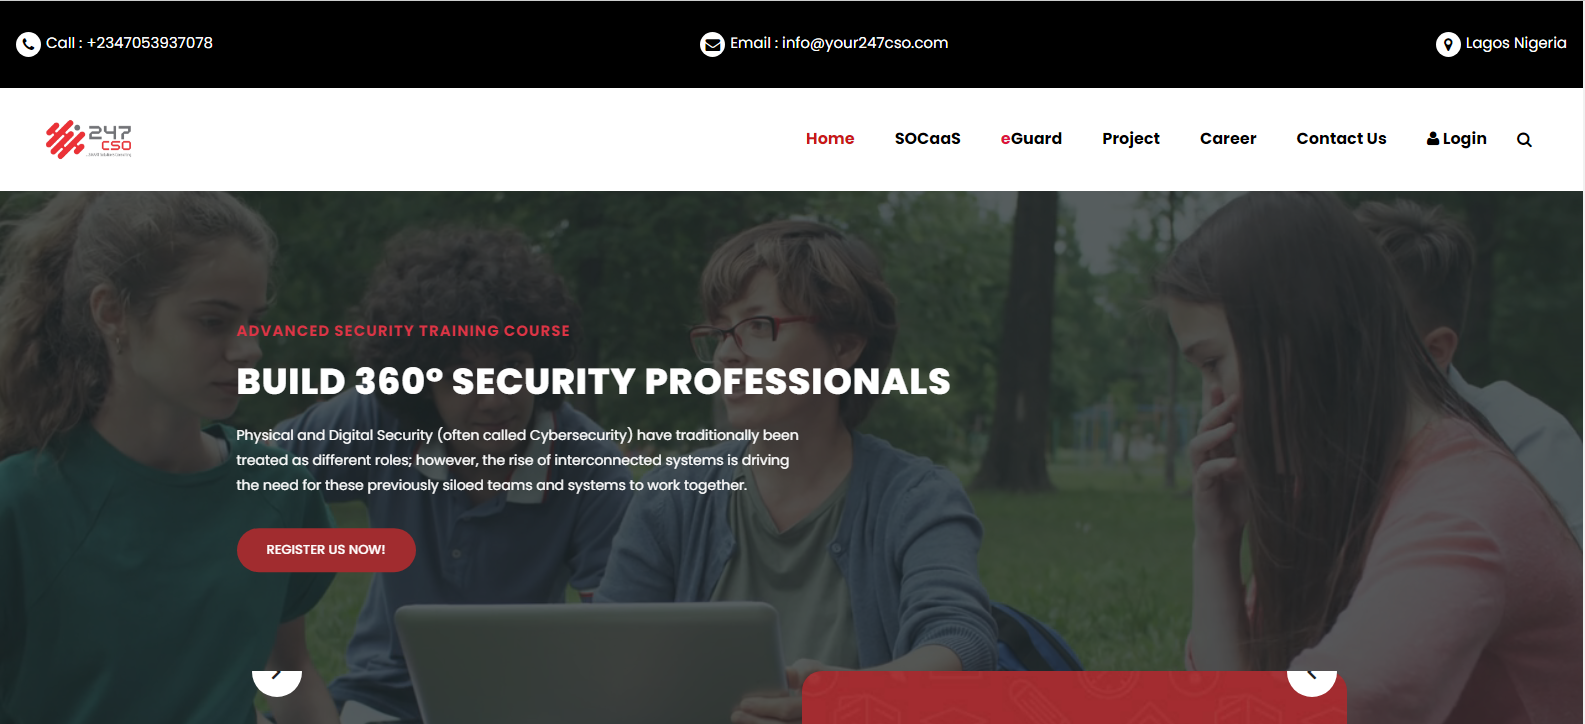 Call : +2347053937078
Email : info@your247cso.com
Lagos Nigeria
247
CSO
Home
SOCaaS
eGuard
Project
Career
Contact Us
Login
ADVANCED SECURITY TRAINING COURSE
BUILD 360° SECURITY PROFESSIONALS
Physical and Digital Security (often called Cybersecurity) have traditionally been
treated as different roles; however, the rise of interconnected systems is driving
the need for these previously siloed teams and systems to work together.
REGISTER US NOW!